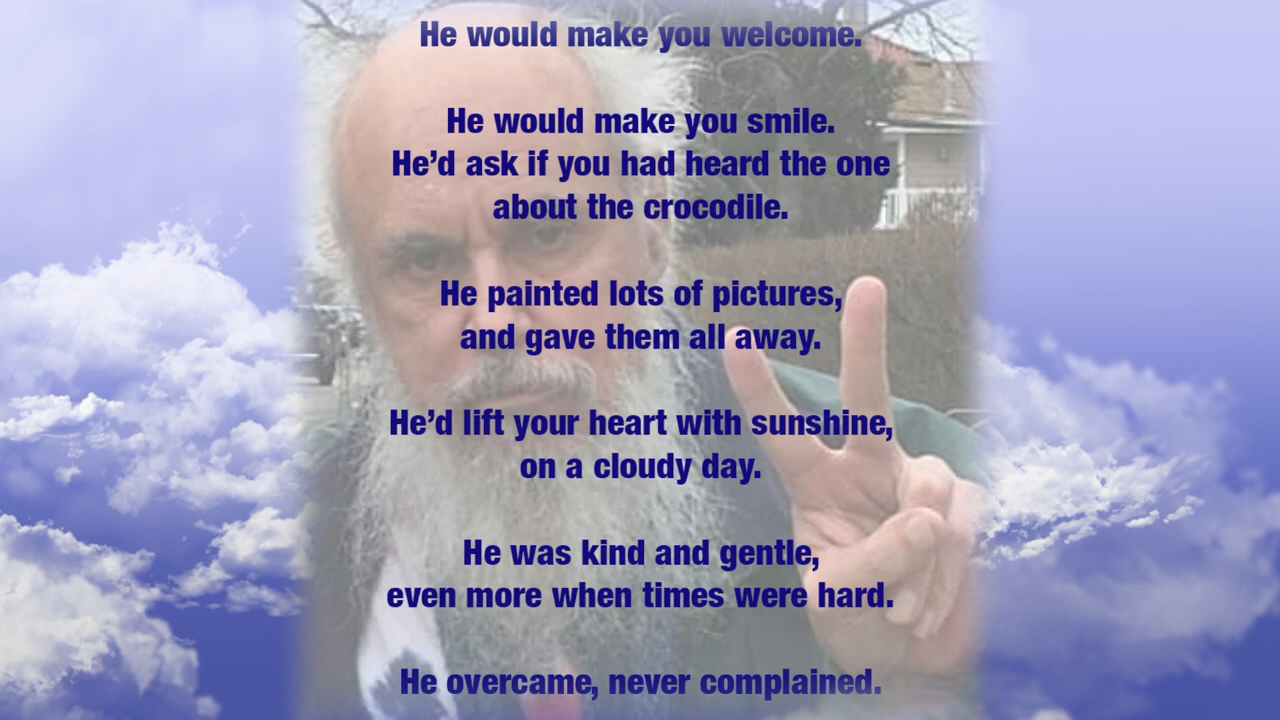 He would make you welcome.
He would make you smile.
He’d ask if you had heard the one
about the crocodile.
He painted lots of pictures,
and gave them all away.
He’d lift your heart with sunshine,
on a cloudy day.
He was kind and gentle,
even more when times were hard.
He overcame, never complained.